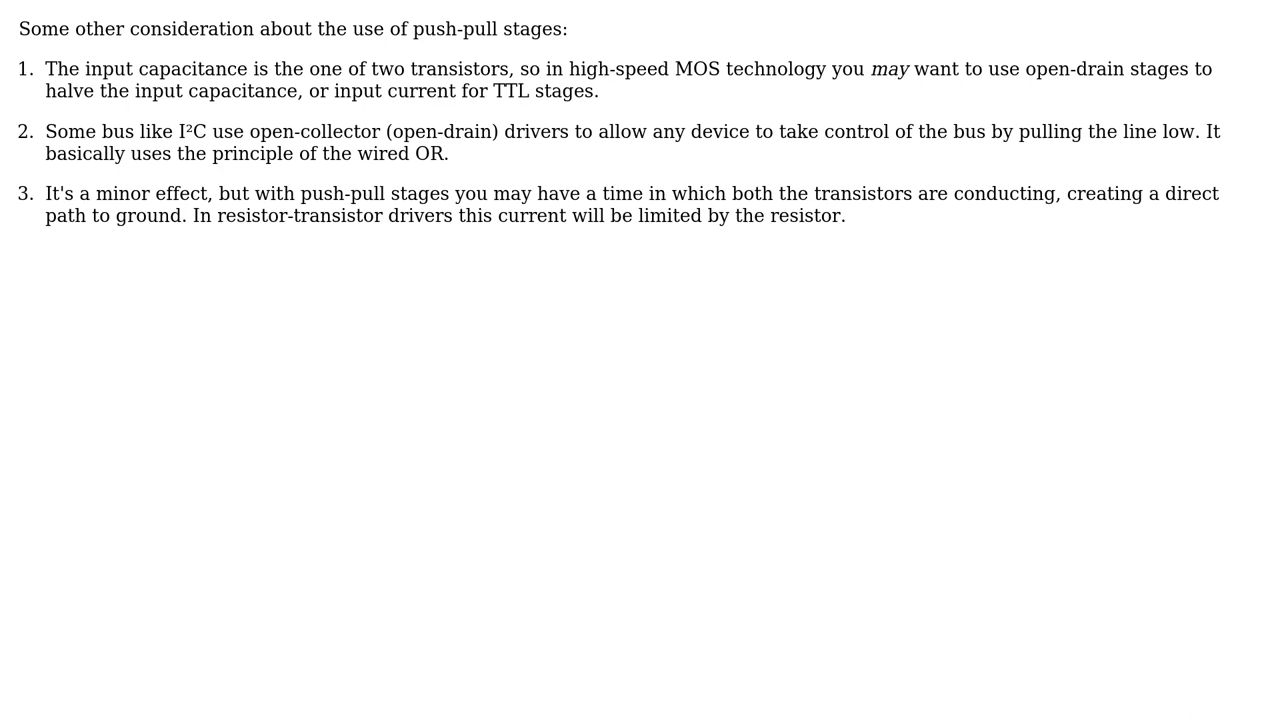 Some other consideration about the use of push-pull stages:
1. The input capacitance is the one of two transistors, so in high-speed MOS technology you may want to use open-drain stages to
halve the input capacitance, or input current for TTL stages.
2. Some bus like I²C use open-collector (open-drain) drivers to allow any device to take control of the bus by pulling the line low. It
basically uses the principle of the wired OR.
3. It's a minor effect, but with push-pull stages you may have a time in which both the transistors are conducting, creating a direct
path to ground. In resistor-transistor drivers this current will be limited by the resistor.